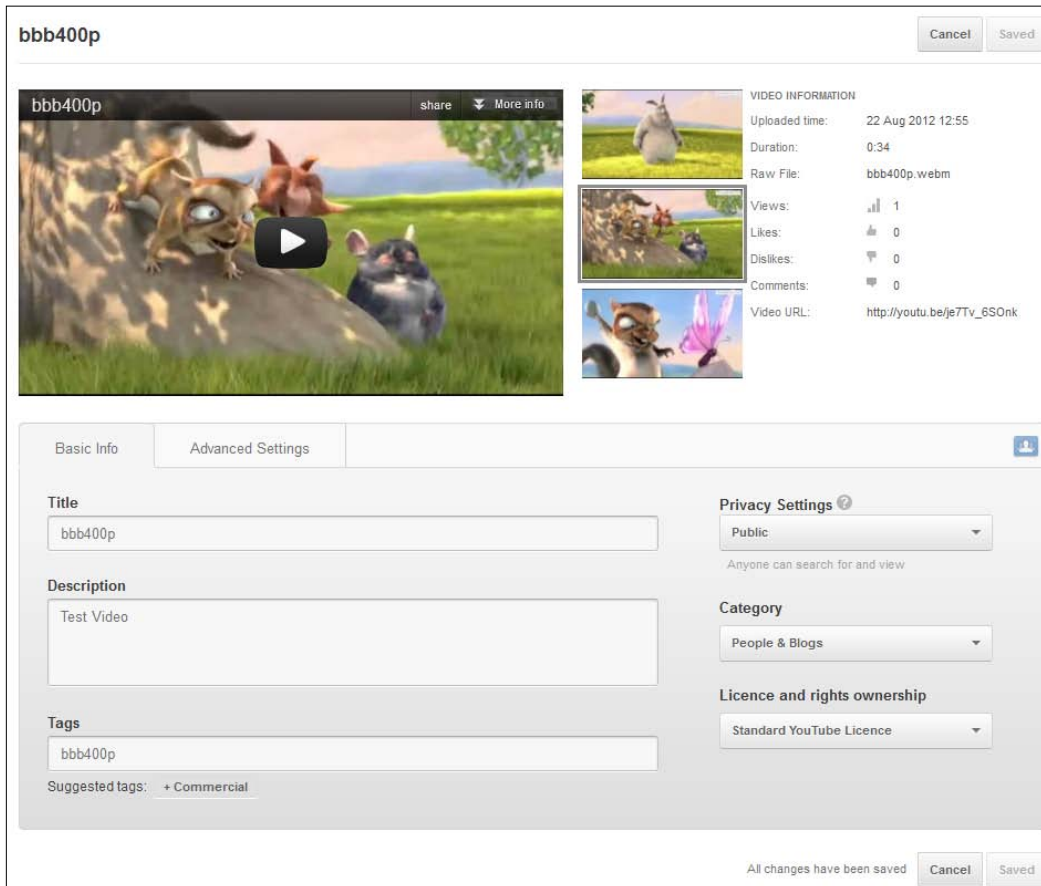 bbb400p
Cancel
Saved
bbb400p
share
More info
VIDEO INFORMATION
Uploaded time: 22 Aug 2012 12:55
Duration: 0:34
Raw File: bbb400p.webm
Views: 1
Likes: 0
Dislikes: 0
Comments: 0
Video URL: http://youtu.be/je7Tv_6SOnk
Basic Info
Advanced Settings
Title
bbb400p
Description
Test Video
Tags
bbb400p
Suggested tags: + Commercial
Privacy Settings ?
Public
Anyone can search for and view
Category
People & Blogs
Licence and rights ownership
Standard YouTube Licence
All changes have been saved
Cancel
Saved